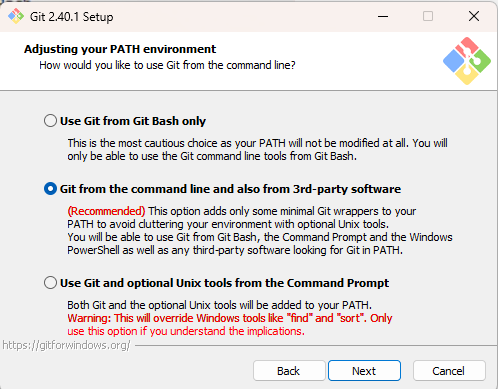 Git 2.40.1 Setup
Adjusting your PATH environment
How would you like to use Git from the command line?
Use Git from Git Bash only
This is the most cautious choice as your PATH will not be modified at all. You will
only be able to use the Git command line tools from Git Bash.
Git from the command line and also from 3rd-party software
(Recommended) This option adds only some minimal Git wrappers to your
PATH to avoid cluttering your environment with optional Unix tools.
You will be able to use Git from Git Bash, the Command Prompt and the Windows
PowerShell as well as any third-party software looking for Git in PATH.
Use Git and optional Unix tools from the Command Prompt
Both Git and the optional Unix tools will be added to your PATH.
Warning: This will override Windows tools like "find" and "sort". Only
use this option if you understand the implications.
https://gitforwindows.org/
Back Next Cancel